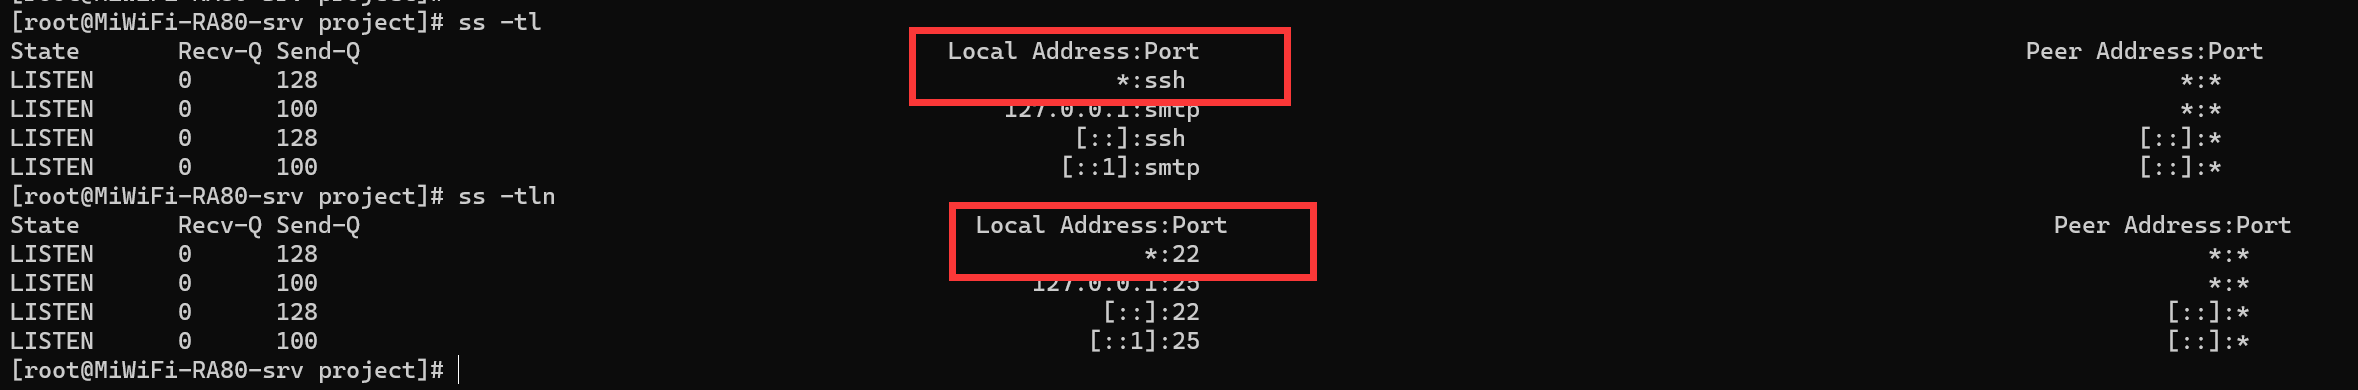 [root@MiWiFi-RA80-srv project]# ss -tl
State Recv-Q Send-Q Local Address:Port Peer Address:Port
LISTEN 0 128 *:ssh *:*
LISTEN 0 100 127.0.0.1:smtp *:*
LISTEN 0 128 [::]:ssh [::]:*
LISTEN 0 100 [::1]:smtp [::]:*
[root@MiWiFi-RA80-srv project]# ss -tln
State Recv-Q Send-Q Local Address:Port Peer Address:Port
LISTEN 0 128 *:22 *:*
LISTEN 0 100 127.0.0.1:25 *:*
LISTEN 0 128 [::]:22 [::]:*
LISTEN 0 100 [::1]:25 [::]:*
[root@MiWiFi-RA80-srv project]#